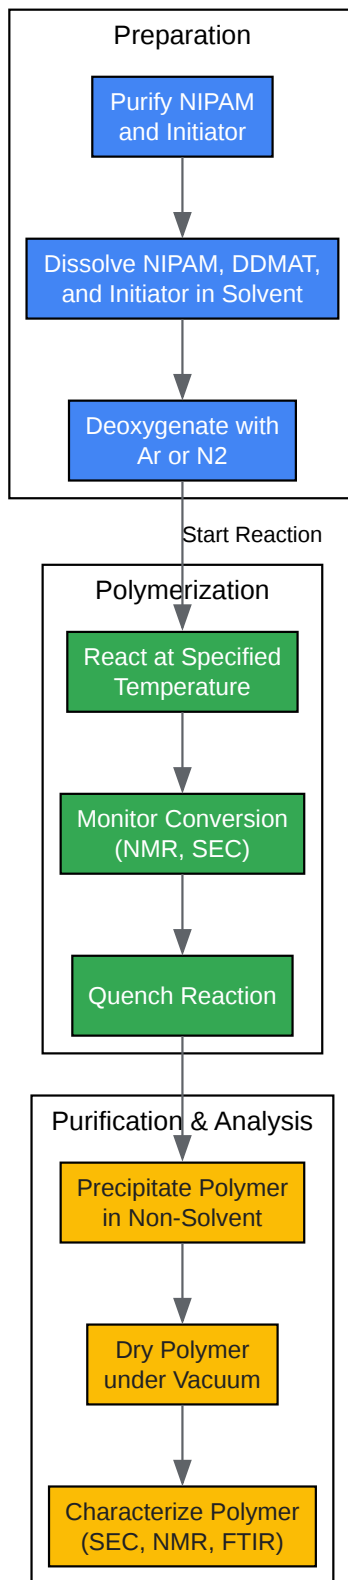 Preparation
Purify NIPAM
and Initiator
Dissolve NIPAM, DDMAT,
and Initiator in Solvent
Deoxygenate with
Ar or N2
Start Reaction
Polymerization
React at Specified
Temperature
Monitor Conversion
(NMR, SEC)
Quench Reaction
Purification & Analysis
Precipitate Polymer
in Non-Solvent
Dry Polymer
under Vacuum
Characterize Polymer
(SEC, NMR, FTIR)